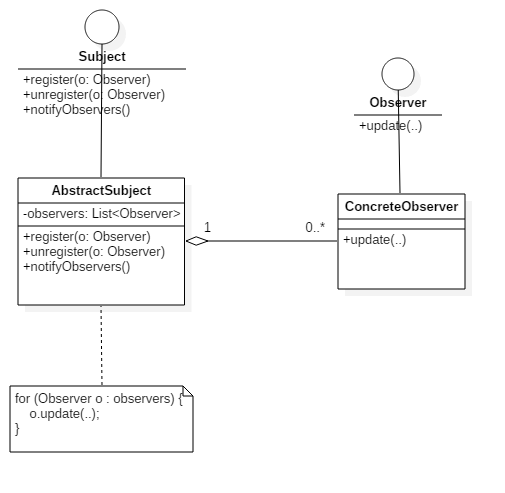 Subject
+register(o: Observer)
+unregister(o: Observer)
+notifyObservers()
Observer
+update(..)
AbstractSubject
-observers: List<Observer>
+register(o: Observer)
+unregister(o: Observer)
+notifyObservers()
1
0..*
ConcreteObserver
+update(..)
for (Observer o : observers) {
o.update(..);
}